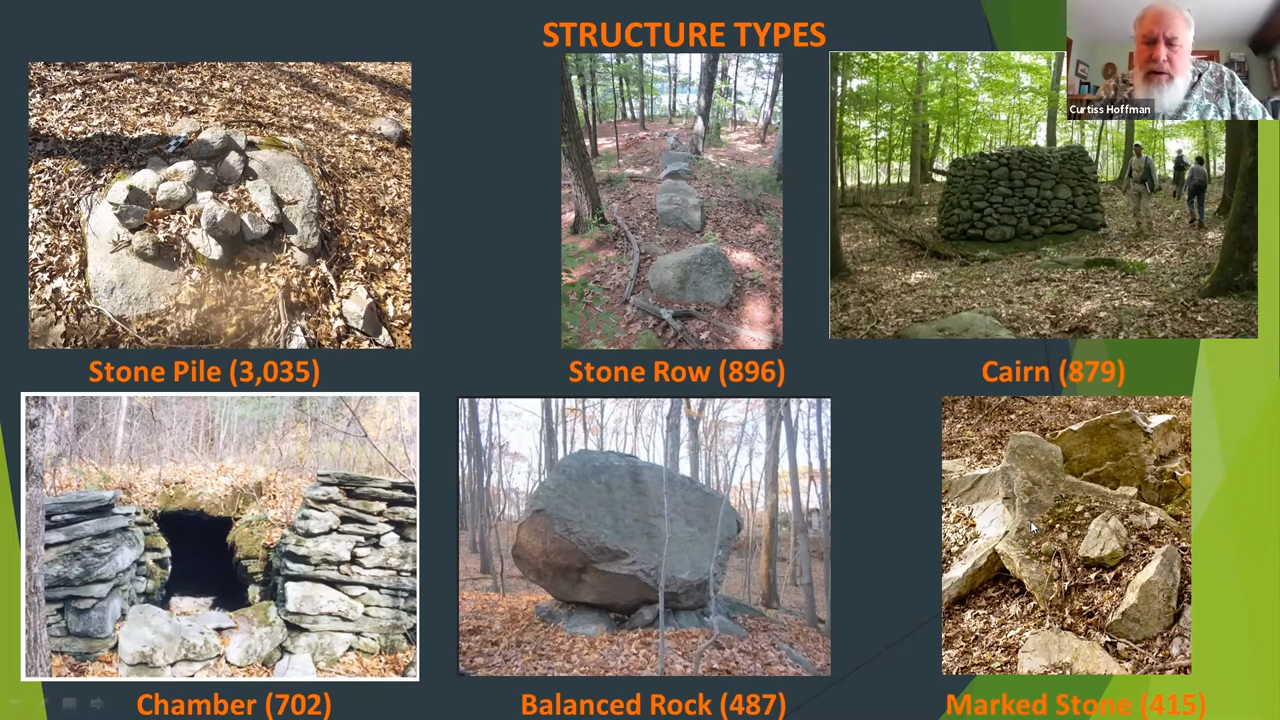 STRUCTURE TYPES
Curtiss Hoffman
Stone Pile (3,035)
Stone Row (896)
Cairn (879)
Chamber (702)
Balanced Rock (487)
Marked Stone (415)